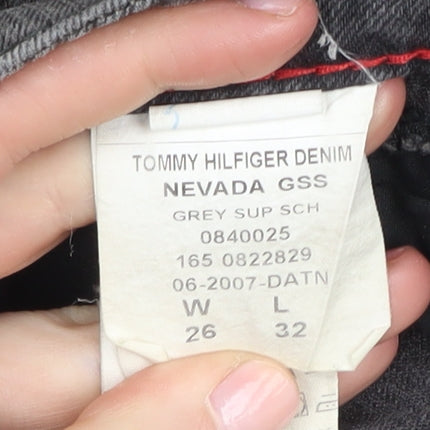 TOMMY HILFIGER DENIM
NEVADA GSS
GREY SUP SCH
0840025
165 0822829
06-2007-DATN
W L
26 32